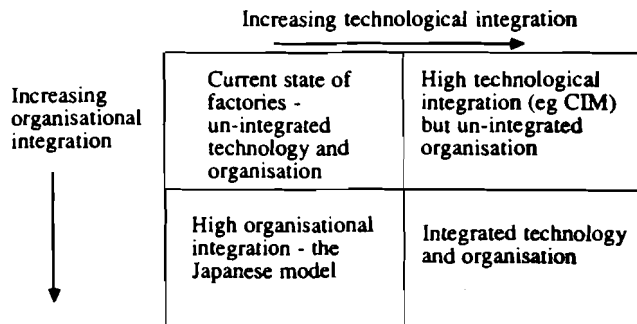 Increasing technological integration
Increasing
organisational
integration
Current state of
factories -
un-integrated
technology and
organisation
High technological
integration (eg CIM)
but un-integrated
organisation
High organisational
integration - the
Japanese model
Integrated technology
and organisation